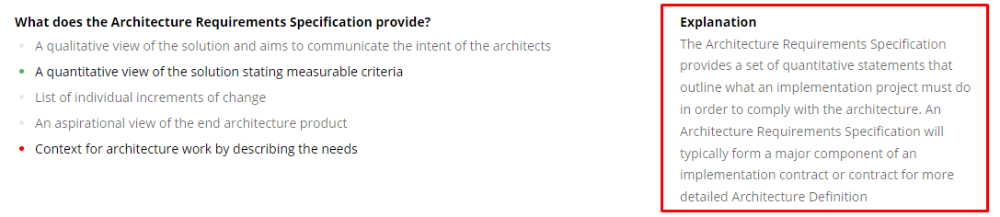 What does the Architecture Requirements Specification provide?
A qualitative view of the solution and aims to communicate the intent of the architects
A quantitative view of the solution stating measurable criteria
List of individual increments of change
An aspirational view of the end architecture product
Context for architecture work by describing the needs
Explanation
The Architecture Requirements Specification
provides a set of quantitative statements that
outline what an implementation project must do
in order to comply with the architecture. An
Architecture Requirements Specification will
typically form a major component of an
implementation contract or contract for more
detailed Architecture Definition